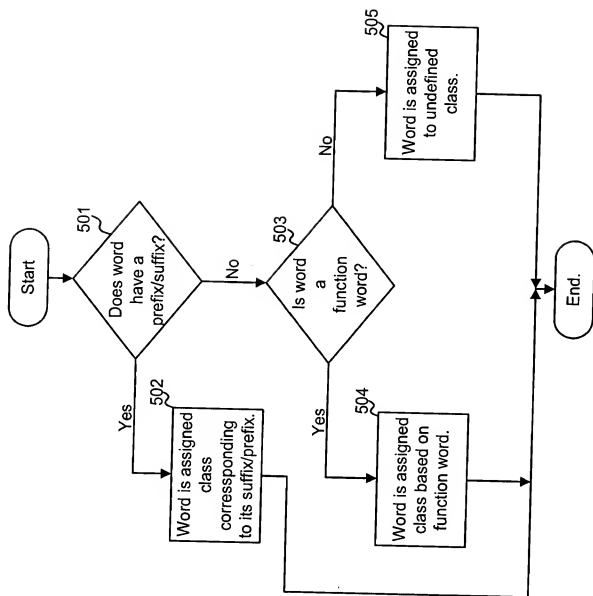 Start
501
Does word
have a
prefix/suffix?
Yes
No
502
Word is assigned
class
corressponding
to its suffix/prefix.
503
Is word
a
function
word?
Yes
No
504
Word is assigned
class based on
function word.
505
Word is assigned
to undefined
class.
End.